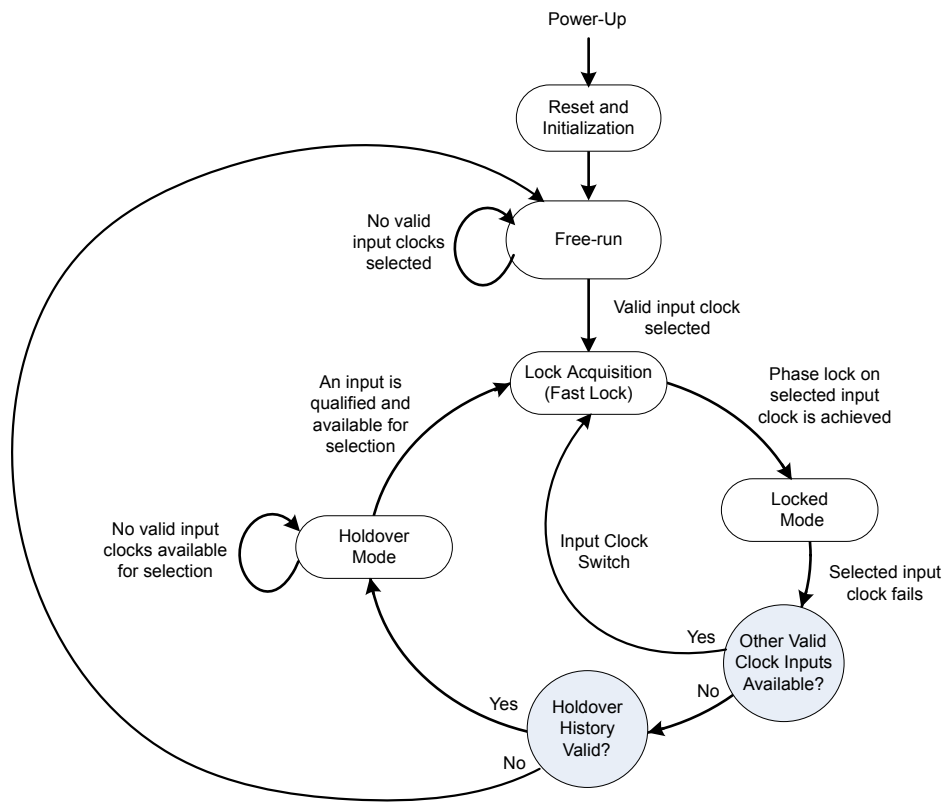 Power-Up
Reset and
Initialization
No valid
input clocks
selected
Free-run
Valid input clock
selected
An input is
qualified and
available for
selection
Lock Acquisition
(Fast Lock)
Phase lock on
selected input
clock is achieved
Locked
Mode
No valid input
clocks available
for selection
Holdover
Mode
Input Clock
Switch
Selected input
clock fails
Yes
Other Valid
Clock Inputs
Available?
No
Yes
Holdover
History
Valid?
No